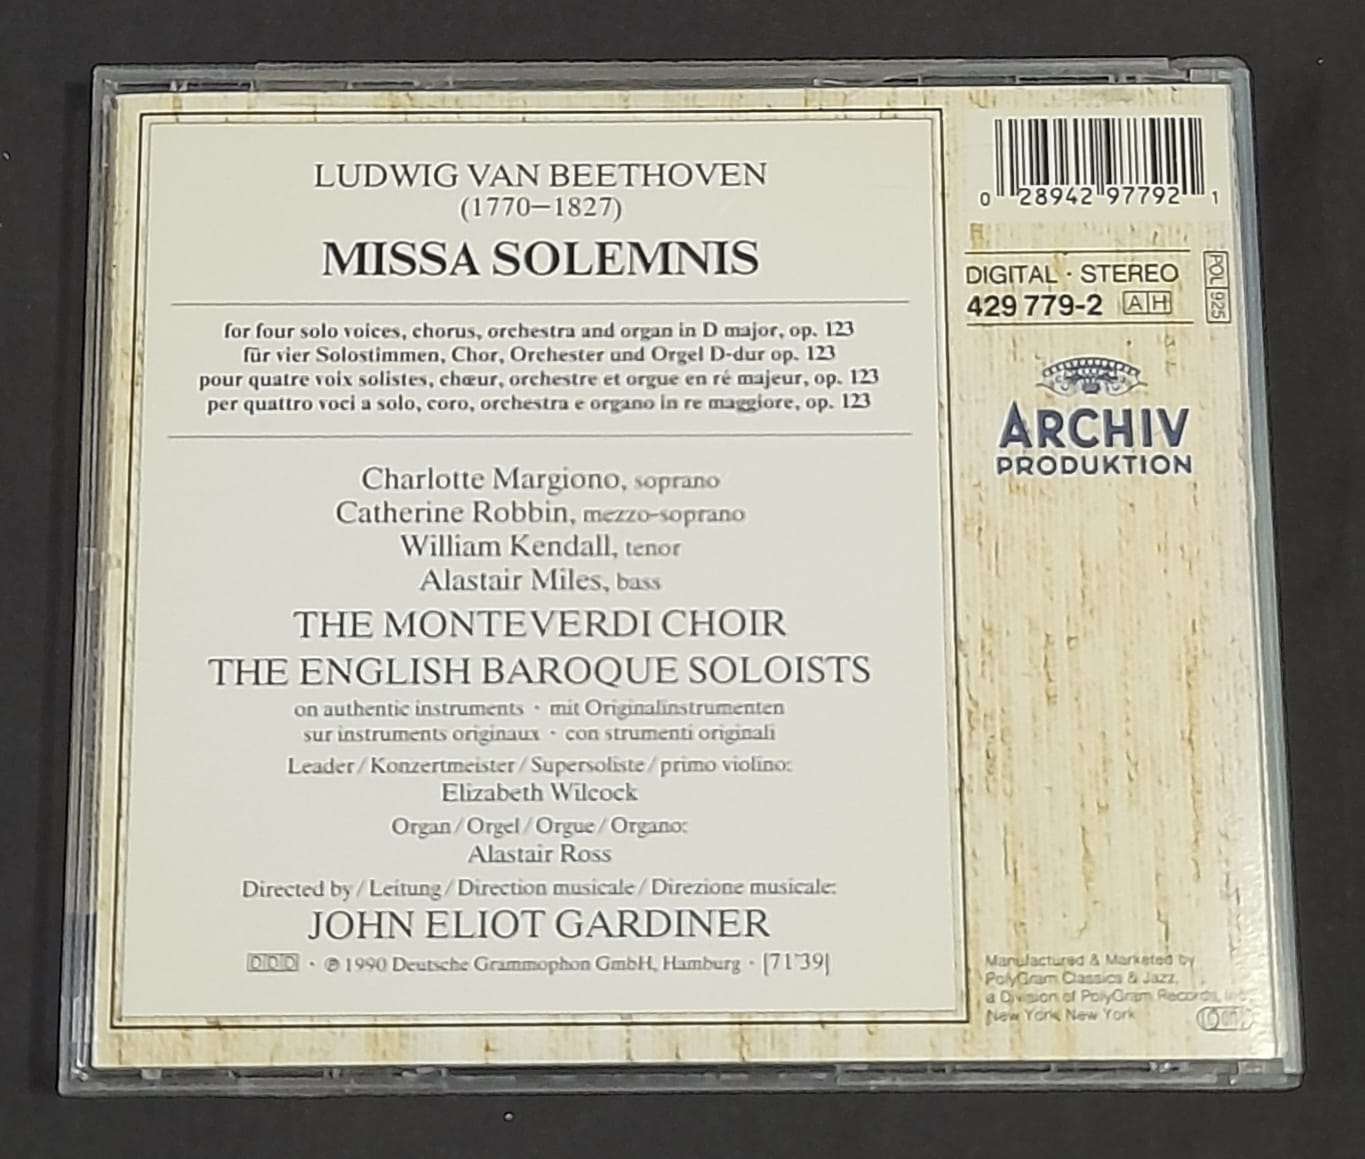 LUDWIG VAN BEETHOVEN
(1770–1827)
MISSA SOLEMNIS
for four solo voices, chorus, orchestra and organ in D major, op. 123
für vier Solostimmen, Chor, Orchester und Orgel D-dur op. 123
pour quatre voix solistes, chœur, orchestre et orgue en ré majeur, op. 123
per quattro voci a solo, coro, orchestra e organo in re maggiore, op. 123
Charlotte Margiono, soprano
Catherine Robbin, mezzo-soprano
William Kendall, tenor
Alastair Miles, bass
THE MONTEVERDI CHOIR
THE ENGLISH BAROQUE SOLOISTS
on authentic instruments · mit Originalinstrumenten
sur instruments originaux · con strumenti originali
Leader / Konzertmeister / Supersoliste / primo violino:
Elizabeth Wilcock
Organ / Orgel / Orgue / Organo:
Alastair Ross
Directed by / Leitung / Direction musicale / Direzione musicale:
JOHN ELIOT GARDINER
DDD · ℗ 1990 Deutsche Grammophon GmbH, Hamburg · [71'39]
0 28942 97792 1
DIGITAL · STEREO
429 779-2 AH
POL 925
ARCHIV
PRODUKTION
Manufactured & Marketed by
PolyGram Classics & Jazz,
a Division of PolyGram Records,
New York, New York